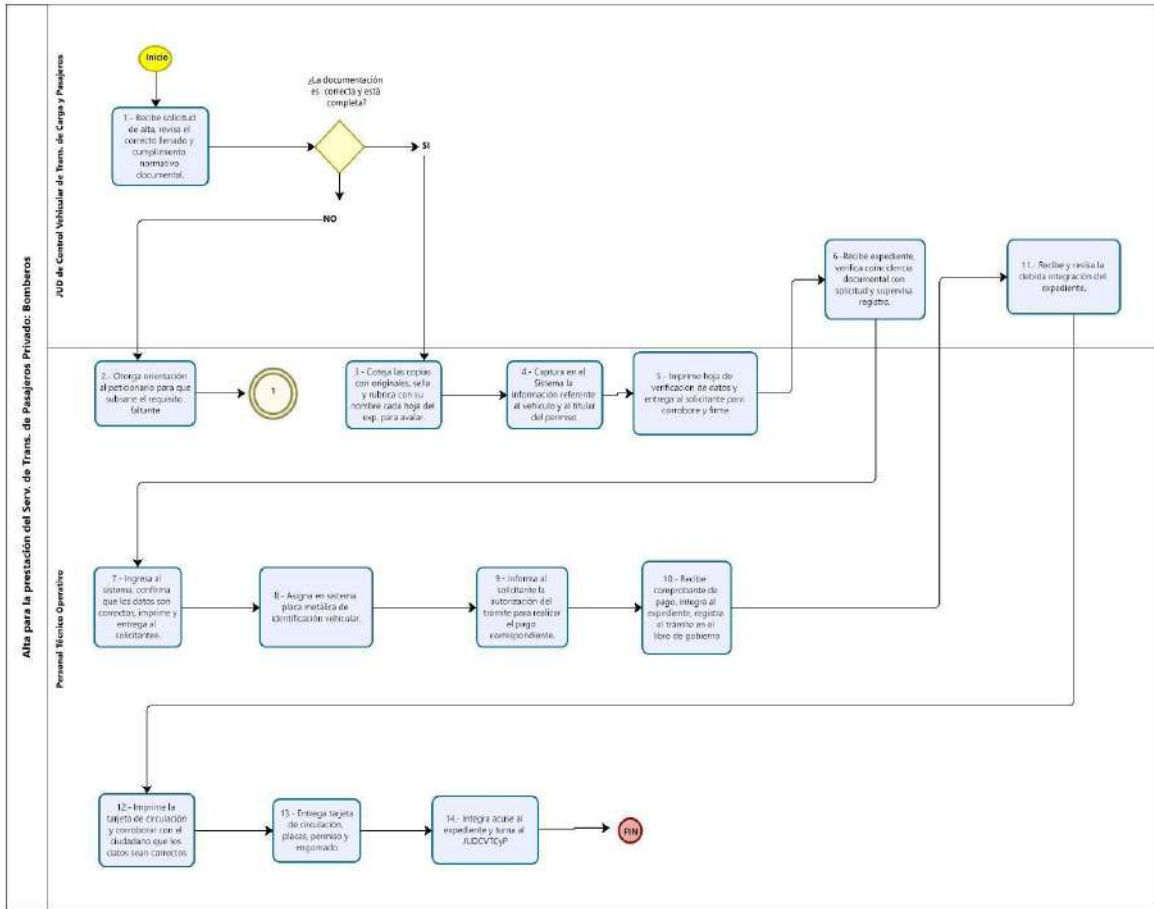 Alta para la prestación del Serv. de Trans. de Pasajeros Privado: Bomberos
JUD de Control Vehicular de Trans. de Carga y Pasajeros
Inicio
1.- Recibe solicitud
de alta, revisa el
correcto llenado y
cumplimiento
normativo
documental.
¿La documentación
es correcta y está
completa?
SI
NO
6.-Recibe expediente,
verifica coincidencia
documental con
solicitud y supervisa
registro.
11.- Recibe y revisa la
debida integración del
expediente.
Personal Técnico Operativo
2.- Otorga orientación
al peticionario para que
subsane el requisito
faltante
1
3.- Coteja las copias
con originales, sella
y rubrica con su
nombre cada hoja del
exp. para avalar.
4.- Captura en el
Sistema la
información referente
al vehículo y al titular
del permiso.
5.- Imprime hoja de
verificación de datos y
entrega al solicitante para
corrobore y firme
7.- Ingresa al
sistema, confirma
que los datos son
correctos, imprime y
entrega al
solicitantee.
8.- Asigna en sistema
placa metálica de
identificación vehicular.
9.- Informa al
solicitante la
autorización del
trámite para realizar
el pago
correspondiente.
10.- Recibe
comprobante de
pago, integra al
expediente, registra
el trámite en el
libro de gobierno
12.- Imprime la
tarjeta de circulación
y corroborar con el
ciudadano que los
datos sean correctos
13.- Entrega tarjeta
de circulación,
placas, permiso y
engomado.
14.- Integra acuse al
expediente y turna al
JUDCVTCyP
FIN